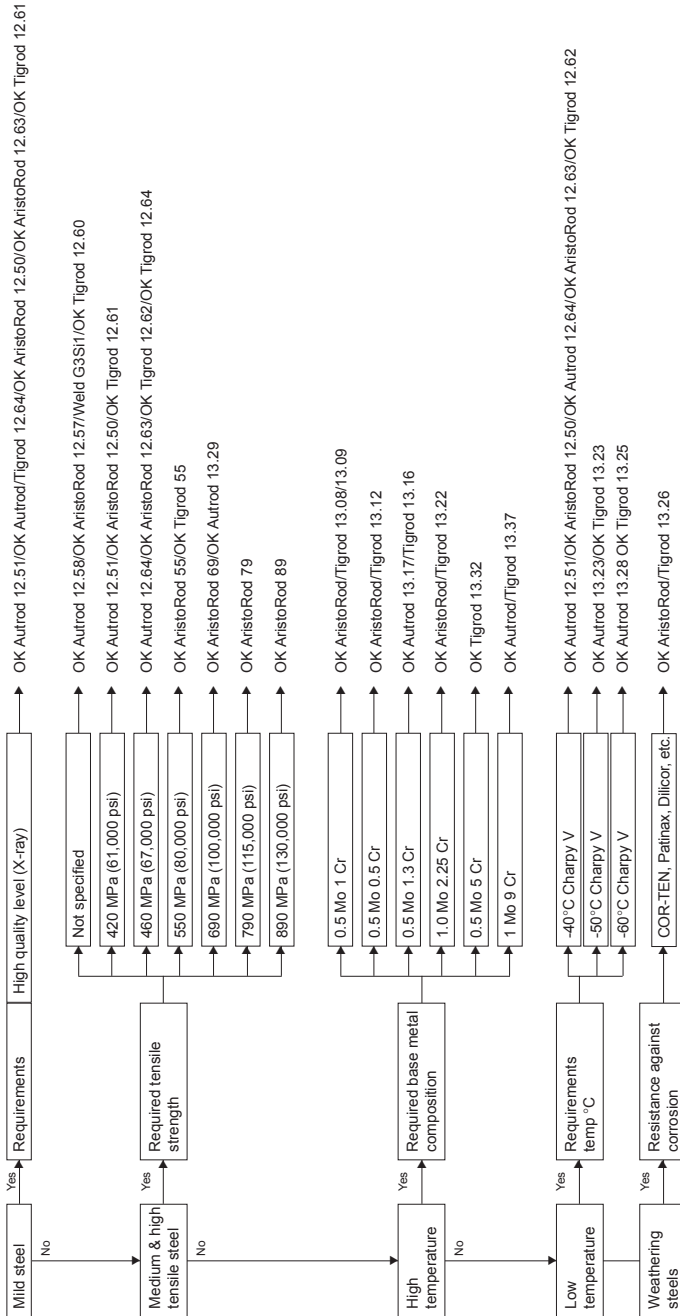 Mild steel
Yes
Requirements
High quality level (X-ray)
OK Autrod 12.51/OK Autrod/Tigrod 12.64/OK AristoRod 12.50/OK AristoRod 12.63/OK Tigrod 12.61
No
Medium & high
tensile steel
Yes
Required tensile
strength
Not specified
OK Autrod 12.58/OK AristoRod 12.57/Weld G3Si1/OK Tigrod 12.60
420 MPa (61,000 psi)
OK Autrod 12.51/OK AristoRod 12.50/OK Tigrod 12.61
460 MPa (67,000 psi)
OK Autrod 12.64/OK AristoRod 12.63/OK Tigrod 12.62/OK Tigrod 12.64
550 MPa (80,000 psi)
OK AristoRod 55/OK Tigrod 55
690 MPa (100,000 psi)
OK AristoRod 69/OK Autrod 13.29
790 MPa (115,000 psi)
OK AristoRod 79
890 MPa (130,000 psi)
OK AristoRod 89
No
High
temperature
Yes
Required base metal
composition
0.5 Mo 1 Cr
OK AristoRod/Tigrod 13.08/13.09
0.5 Mo 0.5 Cr
OK AristoRod/Tigrod 13.12
0.5 Mo 1.3 Cr
OK Autrod 13.17/Tigrod 13.16
1.0 Mo 2.25 Cr
OK AristoRod/Tigrod 13.22
0.5 Mo 5 Cr
OK Tigrod 13.32
1 Mo 9 Cr
OK Autrod/Tigrod 13.37
No
Low
temperature
Yes
Requirements
temp °C
-40°C Charpy V
OK Autrod 12.51/OK AristoRod 12.50/OK Autrod 12.64/OK AristoRod 12.63/OK Tigrod 12.62
-50°C Charpy V
OK Autrod 13.23/OK Tigrod 13.23
-60°C Charpy V
OK Autrod 13.28 OK Tigrod 13.25
Weathering
steels
Yes
Resistance against
corrosion
COR-TEN, Patinax, Dilicor, etc.
OK AristoRod/Tigrod 13.26